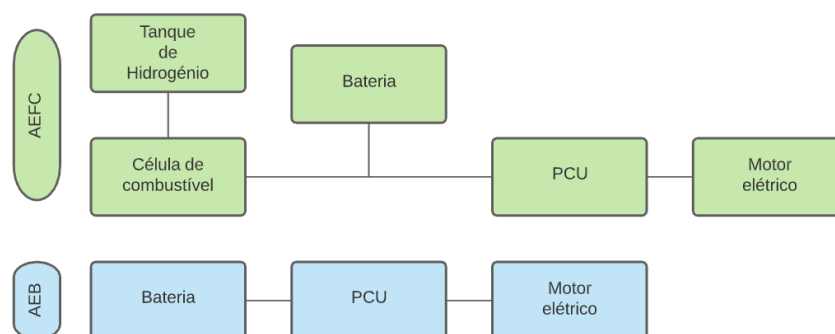 AEFC
Tanque
de
Hidrogénio
Bateria
Célula de
combustível
PCU
Motor
elétrico
AEB
Bateria
PCU
Motor
elétrico